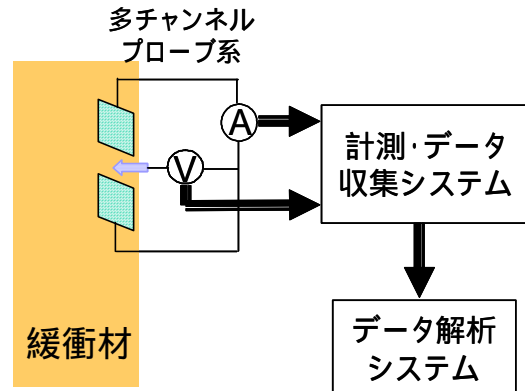 多チャンネル
プローブ系
A
V
計測・データ
収集システム
緩衝材
データ解析
システム